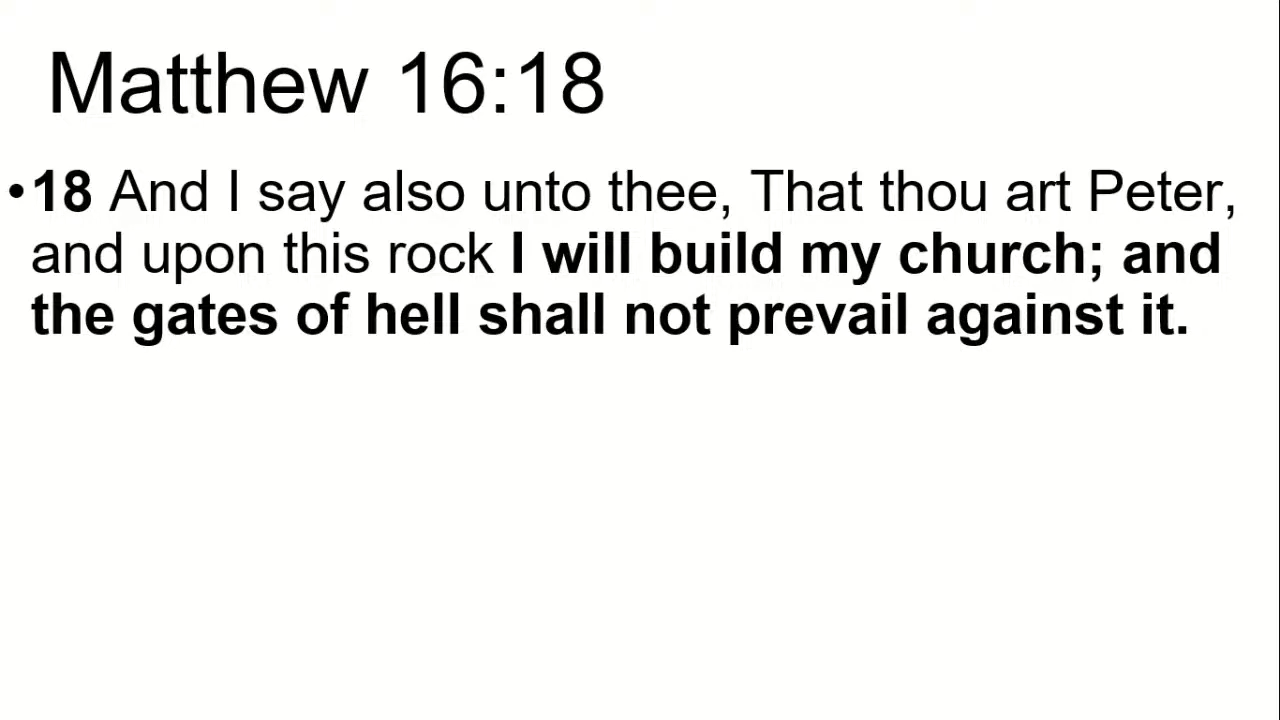 Matthew 16:18
•18 And I say also unto thee, That thou art Peter,
and upon this rock I will build my church; and
the gates of hell shall not prevail against it.